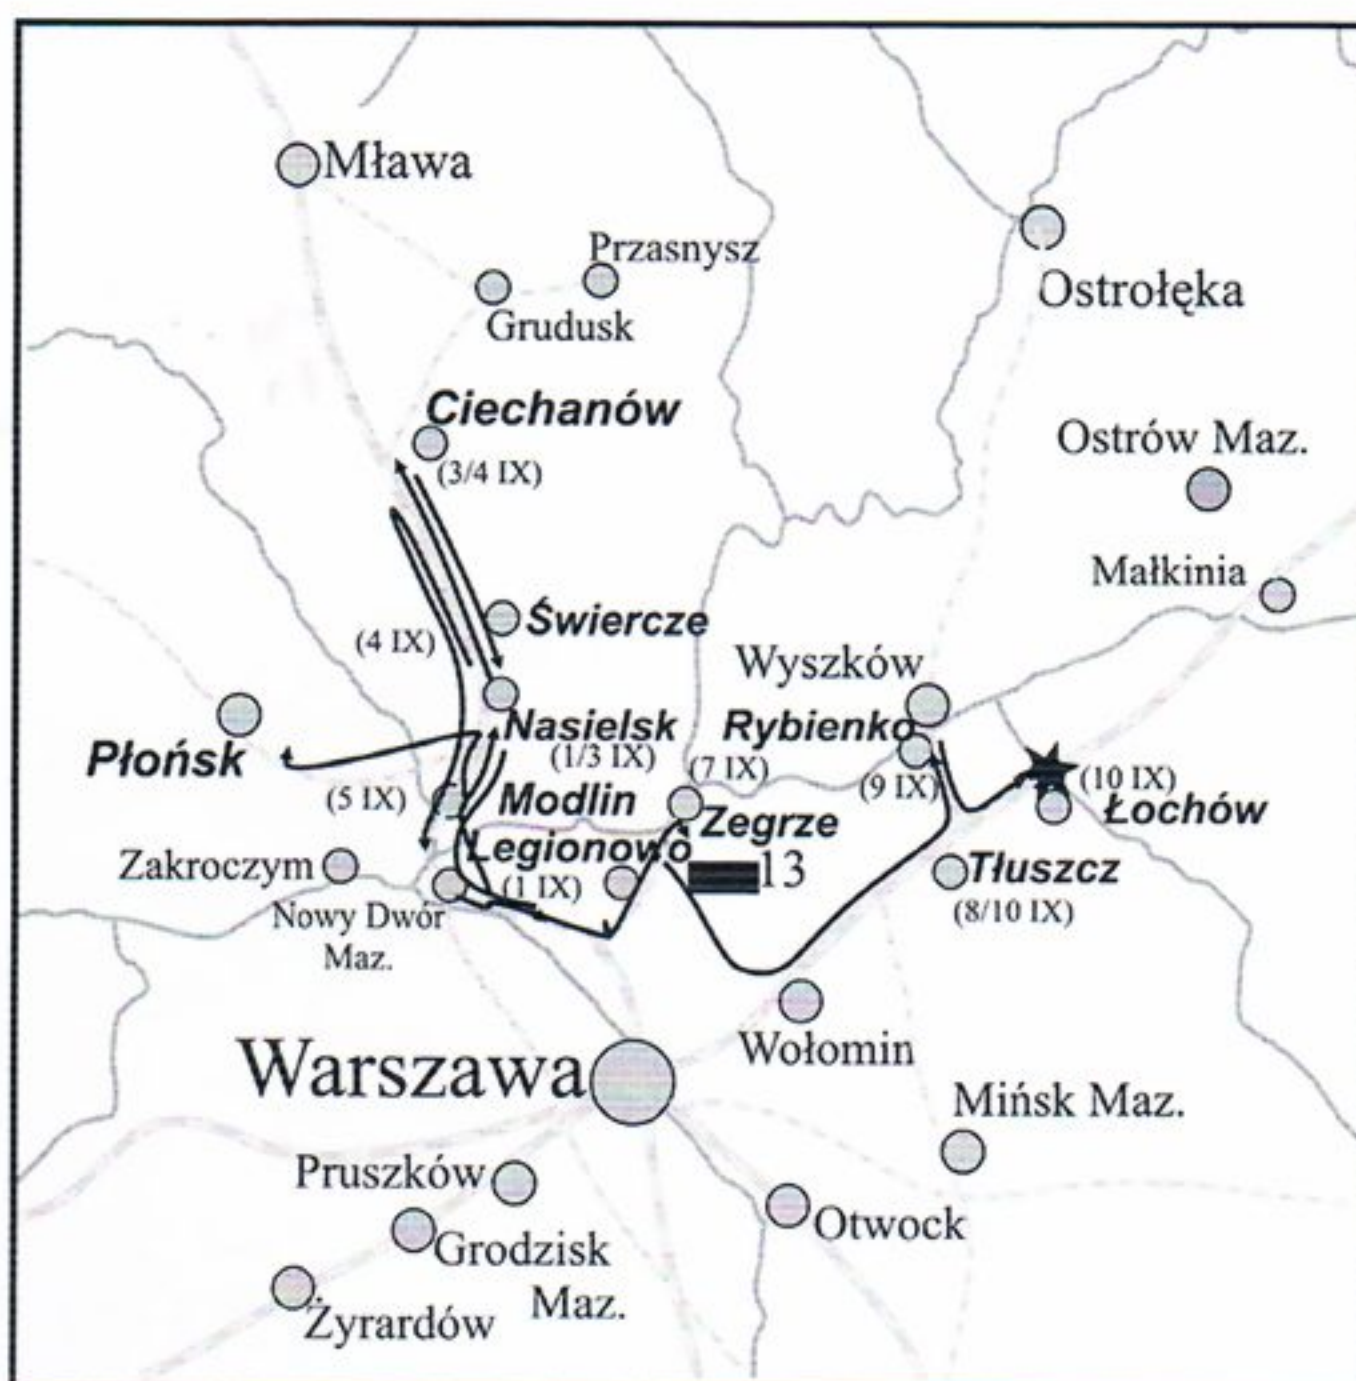 Mława
Przasnysz
Grudusk
Ostrołęka
Ciechanów
(3/4 IX)
Ostrów Maz.
Małkinia
Świercze
(4 IX)
Wyszków
Nasielsk
(1/3 IX)
Rybienko
(7 IX)
(9 IX)
(10 IX)
Płońsk
(5 IX)
Modlin
Zegrze
Łochów
Legionowo
(1 IX)
13
Zakroczym
Tłuszcz
(8/10 IX)
Nowy Dwór
Maz.
Wołomin
Warszawa
Mińsk Maz.
Pruszków
Otwock
Grodzisk
Maz.
Żyrardów